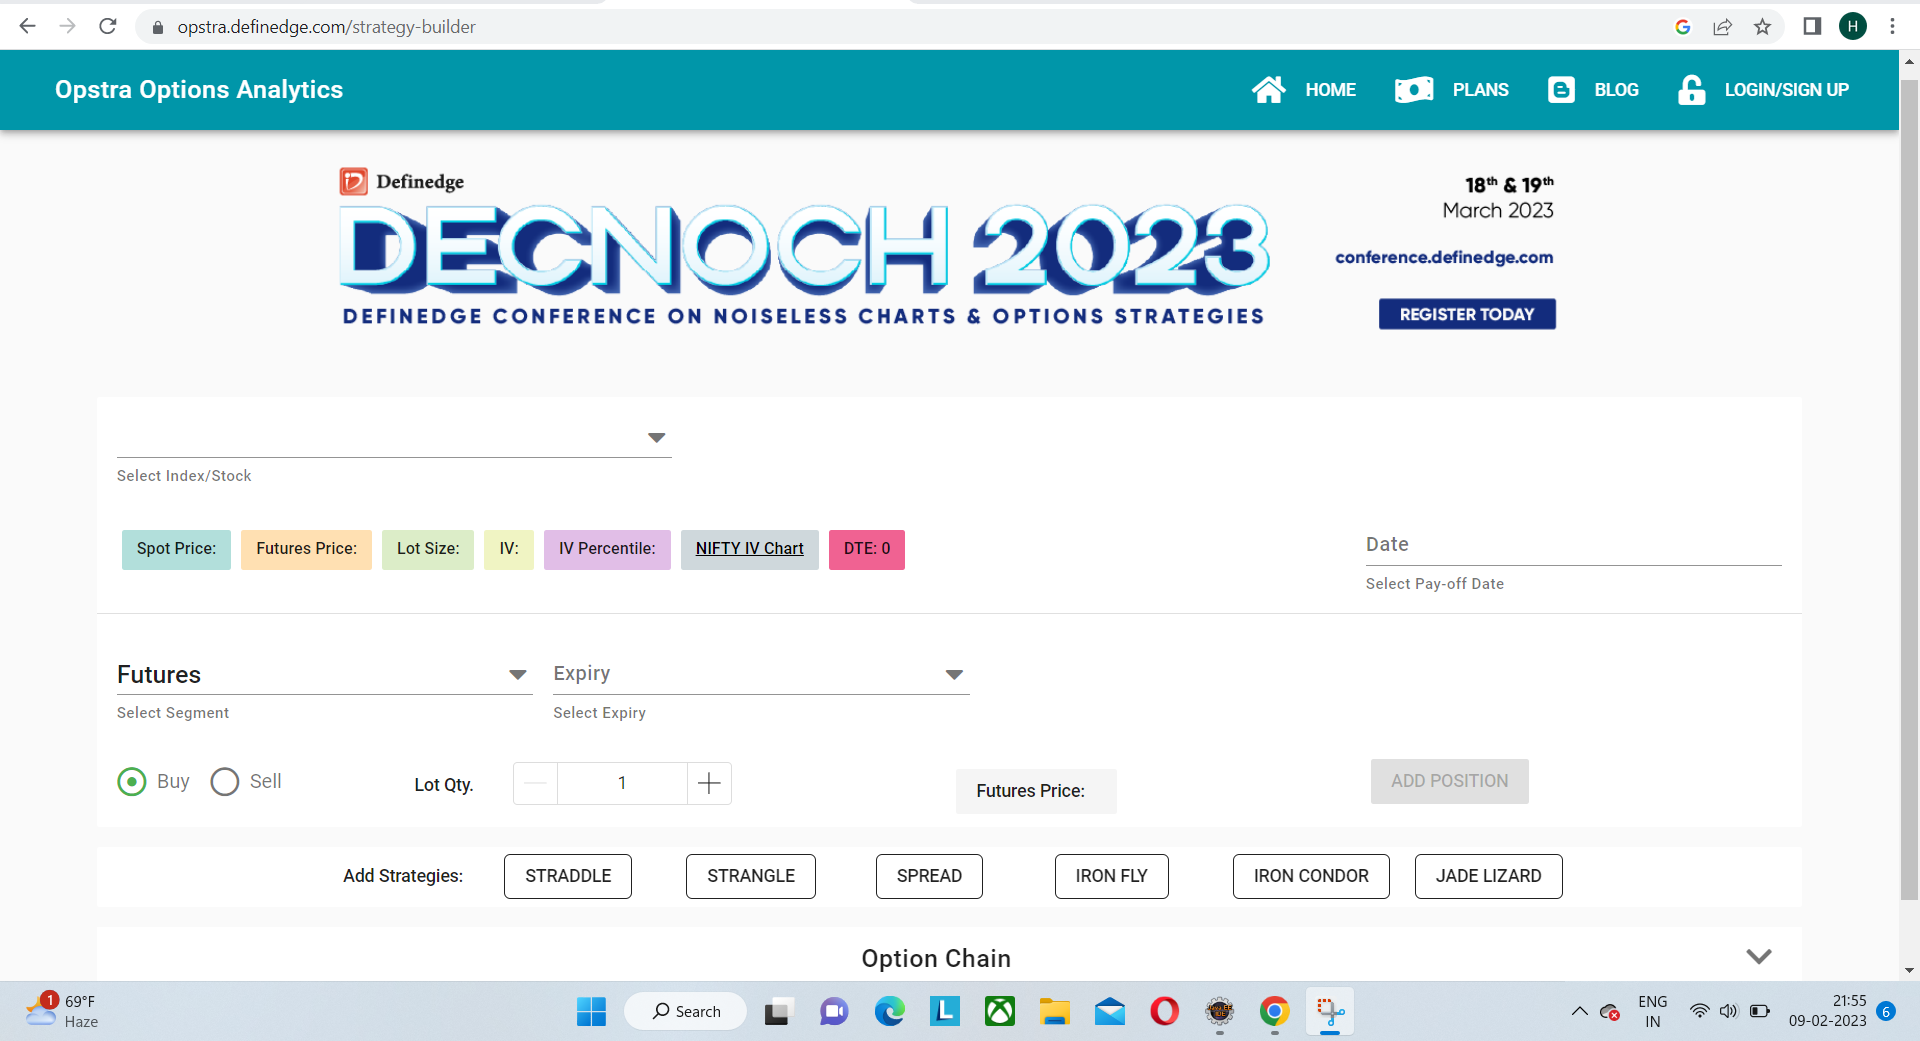 opstra.definedge.com/strategy-builder
H
Opstra Options Analytics
HOME
PLANS
BLOG
LOGIN/SIGN UP
Definedge
DECNOCH 2023
DEFINEDGE CONFERENCE ON NOISELESS CHARTS & OPTIONS STRATEGIES
18th & 19th
March 2023
conference.definedge.com
REGISTER TODAY
Select Index/Stock
Spot Price:
Futures Price:
Lot Size:
IV:
IV Percentile:
NIFTY IV Chart
DTE: 0
Date
Select Pay-off Date
Futures
Select Segment
Expiry
Select Expiry
Buy
Sell
Lot Qty.
1
Futures Price:
ADD POSITION
Add Strategies:
STRADDLE
STRANGLE
SPREAD
IRON FLY
IRON CONDOR
JADE LIZARD
Option Chain
1
69°F
Haze
Search
ENG
IN
21:55
09-02-2023
6